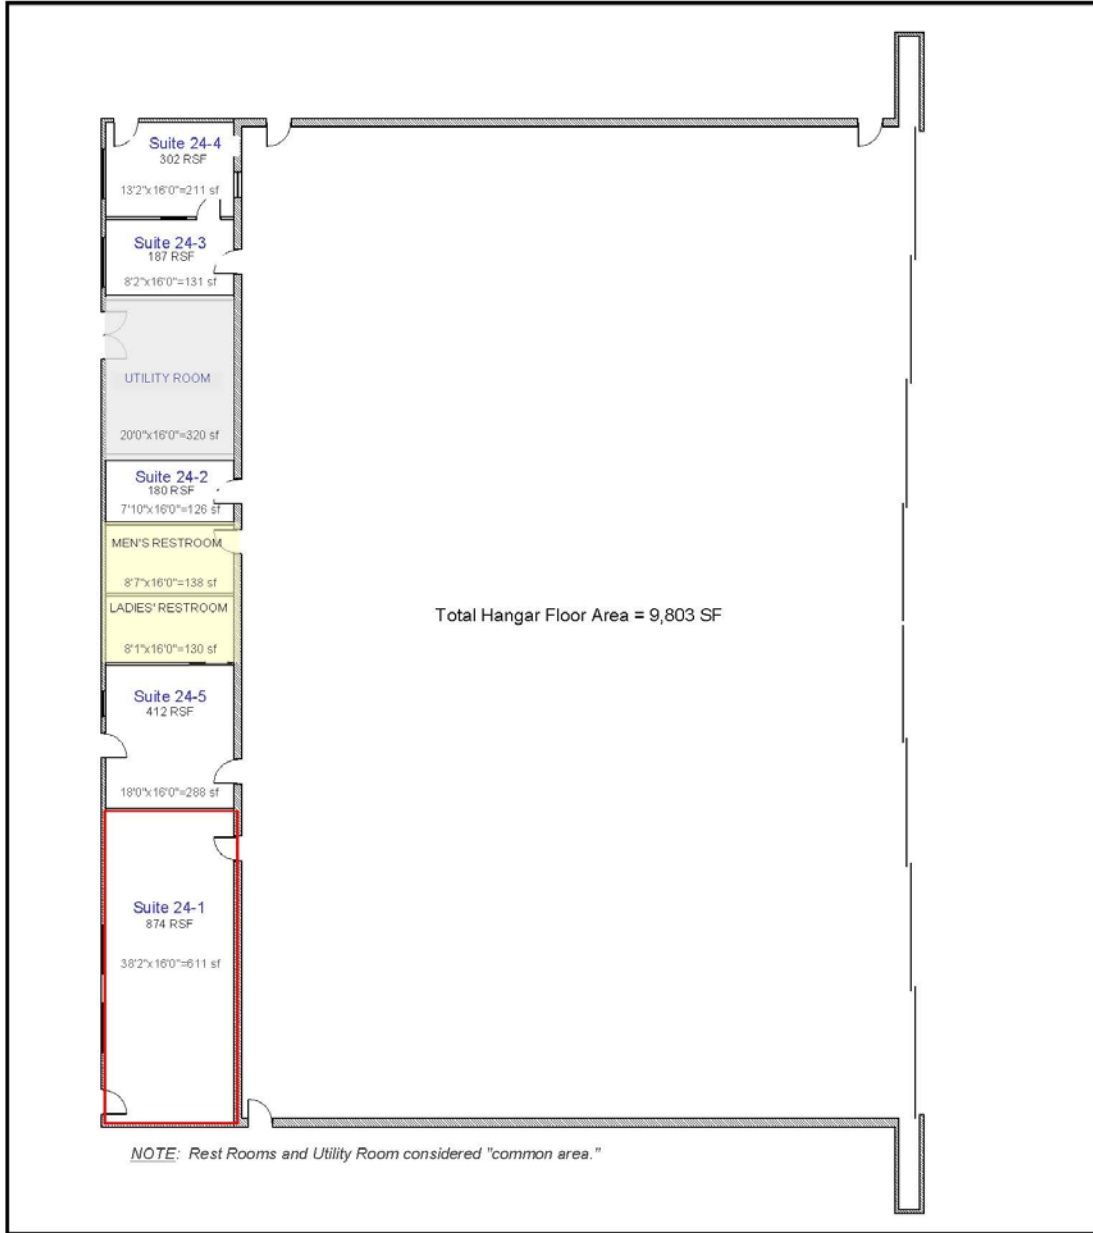 Suite 24-4
302 RSF
13'2"x16'0"=211 sf
Suite 24-3
187 RSF
8'2"x16'0"=131 sf
UTILITY ROOM
20'0"x16'0"=320 sf
Suite 24-2
180 RSF
7'10"x16'0"=126 sf
MEN'S RESTROOM
8'7"x16'0"=138 sf
LADIES' RESTROOM
8'1"x16'0"=130 sf
Total Hangar Floor Area = 9,803 SF
Suite 24-5
412 RSF
18'0"x16'0"=288 sf
Suite 24-1
874 RSF
38'2"x16'0"=611 sf
NOTE: Rest Rooms and Utility Room considered "common area."